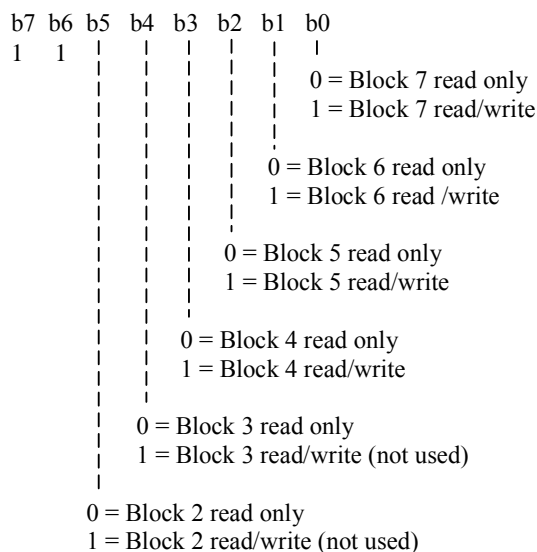 b7 b6 b5 b4 b3 b2 b1 b0
1 1
0 = Block 7 read only
1 = Block 7 read/write
0 = Block 6 read only
1 = Block 6 read /write
0 = Block 5 read only
1 = Block 5 read/write
0 = Block 4 read only
1 = Block 4 read/write
0 = Block 3 read only
1 = Block 3 read/write (not used)
0 = Block 2 read only
1 = Block 2 read/write (not used)